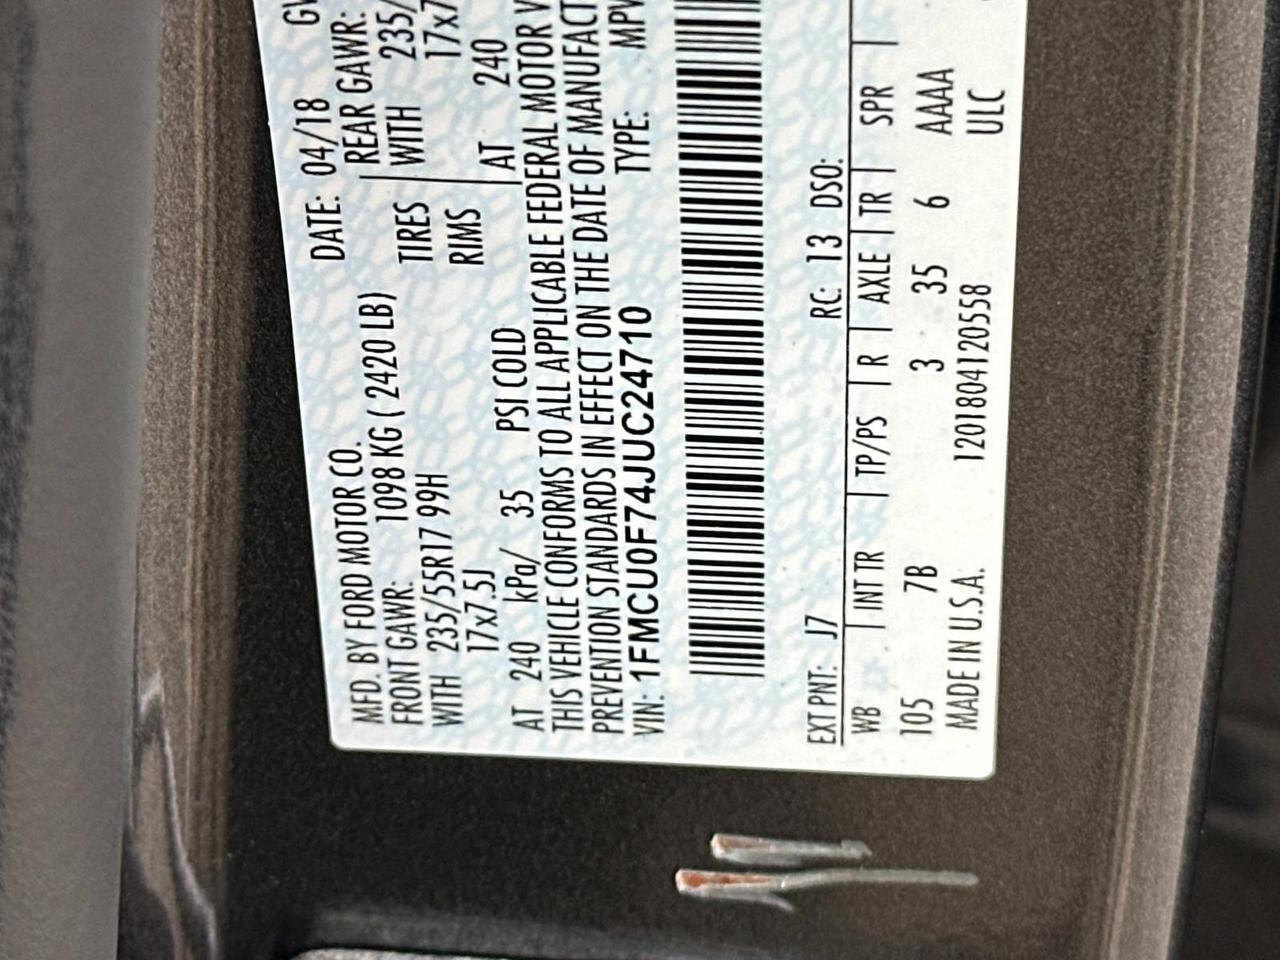 MFD. BY FORD MOTOR CO.
DATE: 04/18
FRONT GAWR: 1098 KG ( 2420 LB)
REAR GAWR:
WITH 235/55R17 99H TIRES WITH 235/
17x7.5J RIMS 17x7
AT 240 kPa/ 35 PSI COLD AT 240
THIS VEHICLE CONFORMS TO ALL APPLICABLE FEDERAL MOTOR
PREVENTION STANDARDS IN EFFECT ON THE DATE OF
VIN: 1FMCU0F74JUC24710 TYPE: MPV
EXT PNT: J7 RC: 13 DSO:
WB | INT TR | TP/PS | R | AXLE | TR | SPR |
105 7B 3 35 6 AAAA
MADE IN U.S.A. 120180412055​8 ULC